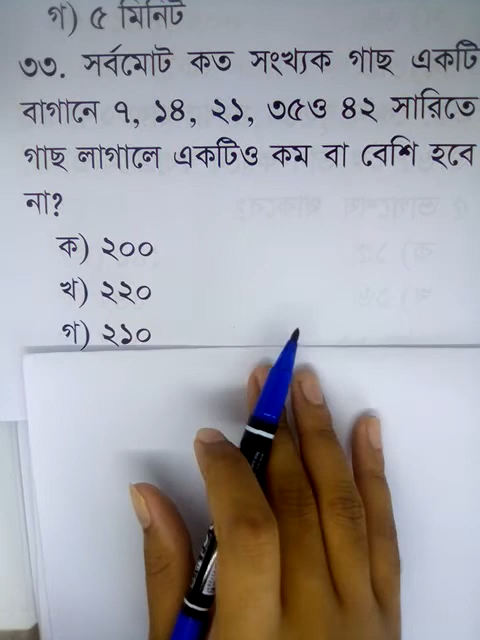 গ) ৫ মিনিট
৩৩. সর্বমোট কত সংখ্যক গাছ একটি
বাগানে ৭, ১৪, ২১, ৩৫ও ৪২ সারিতে
গাছ লাগালে একটিও কম বা বেশি হবে
না?
ক) ২০০
খ) ২২০
গ) ২১০